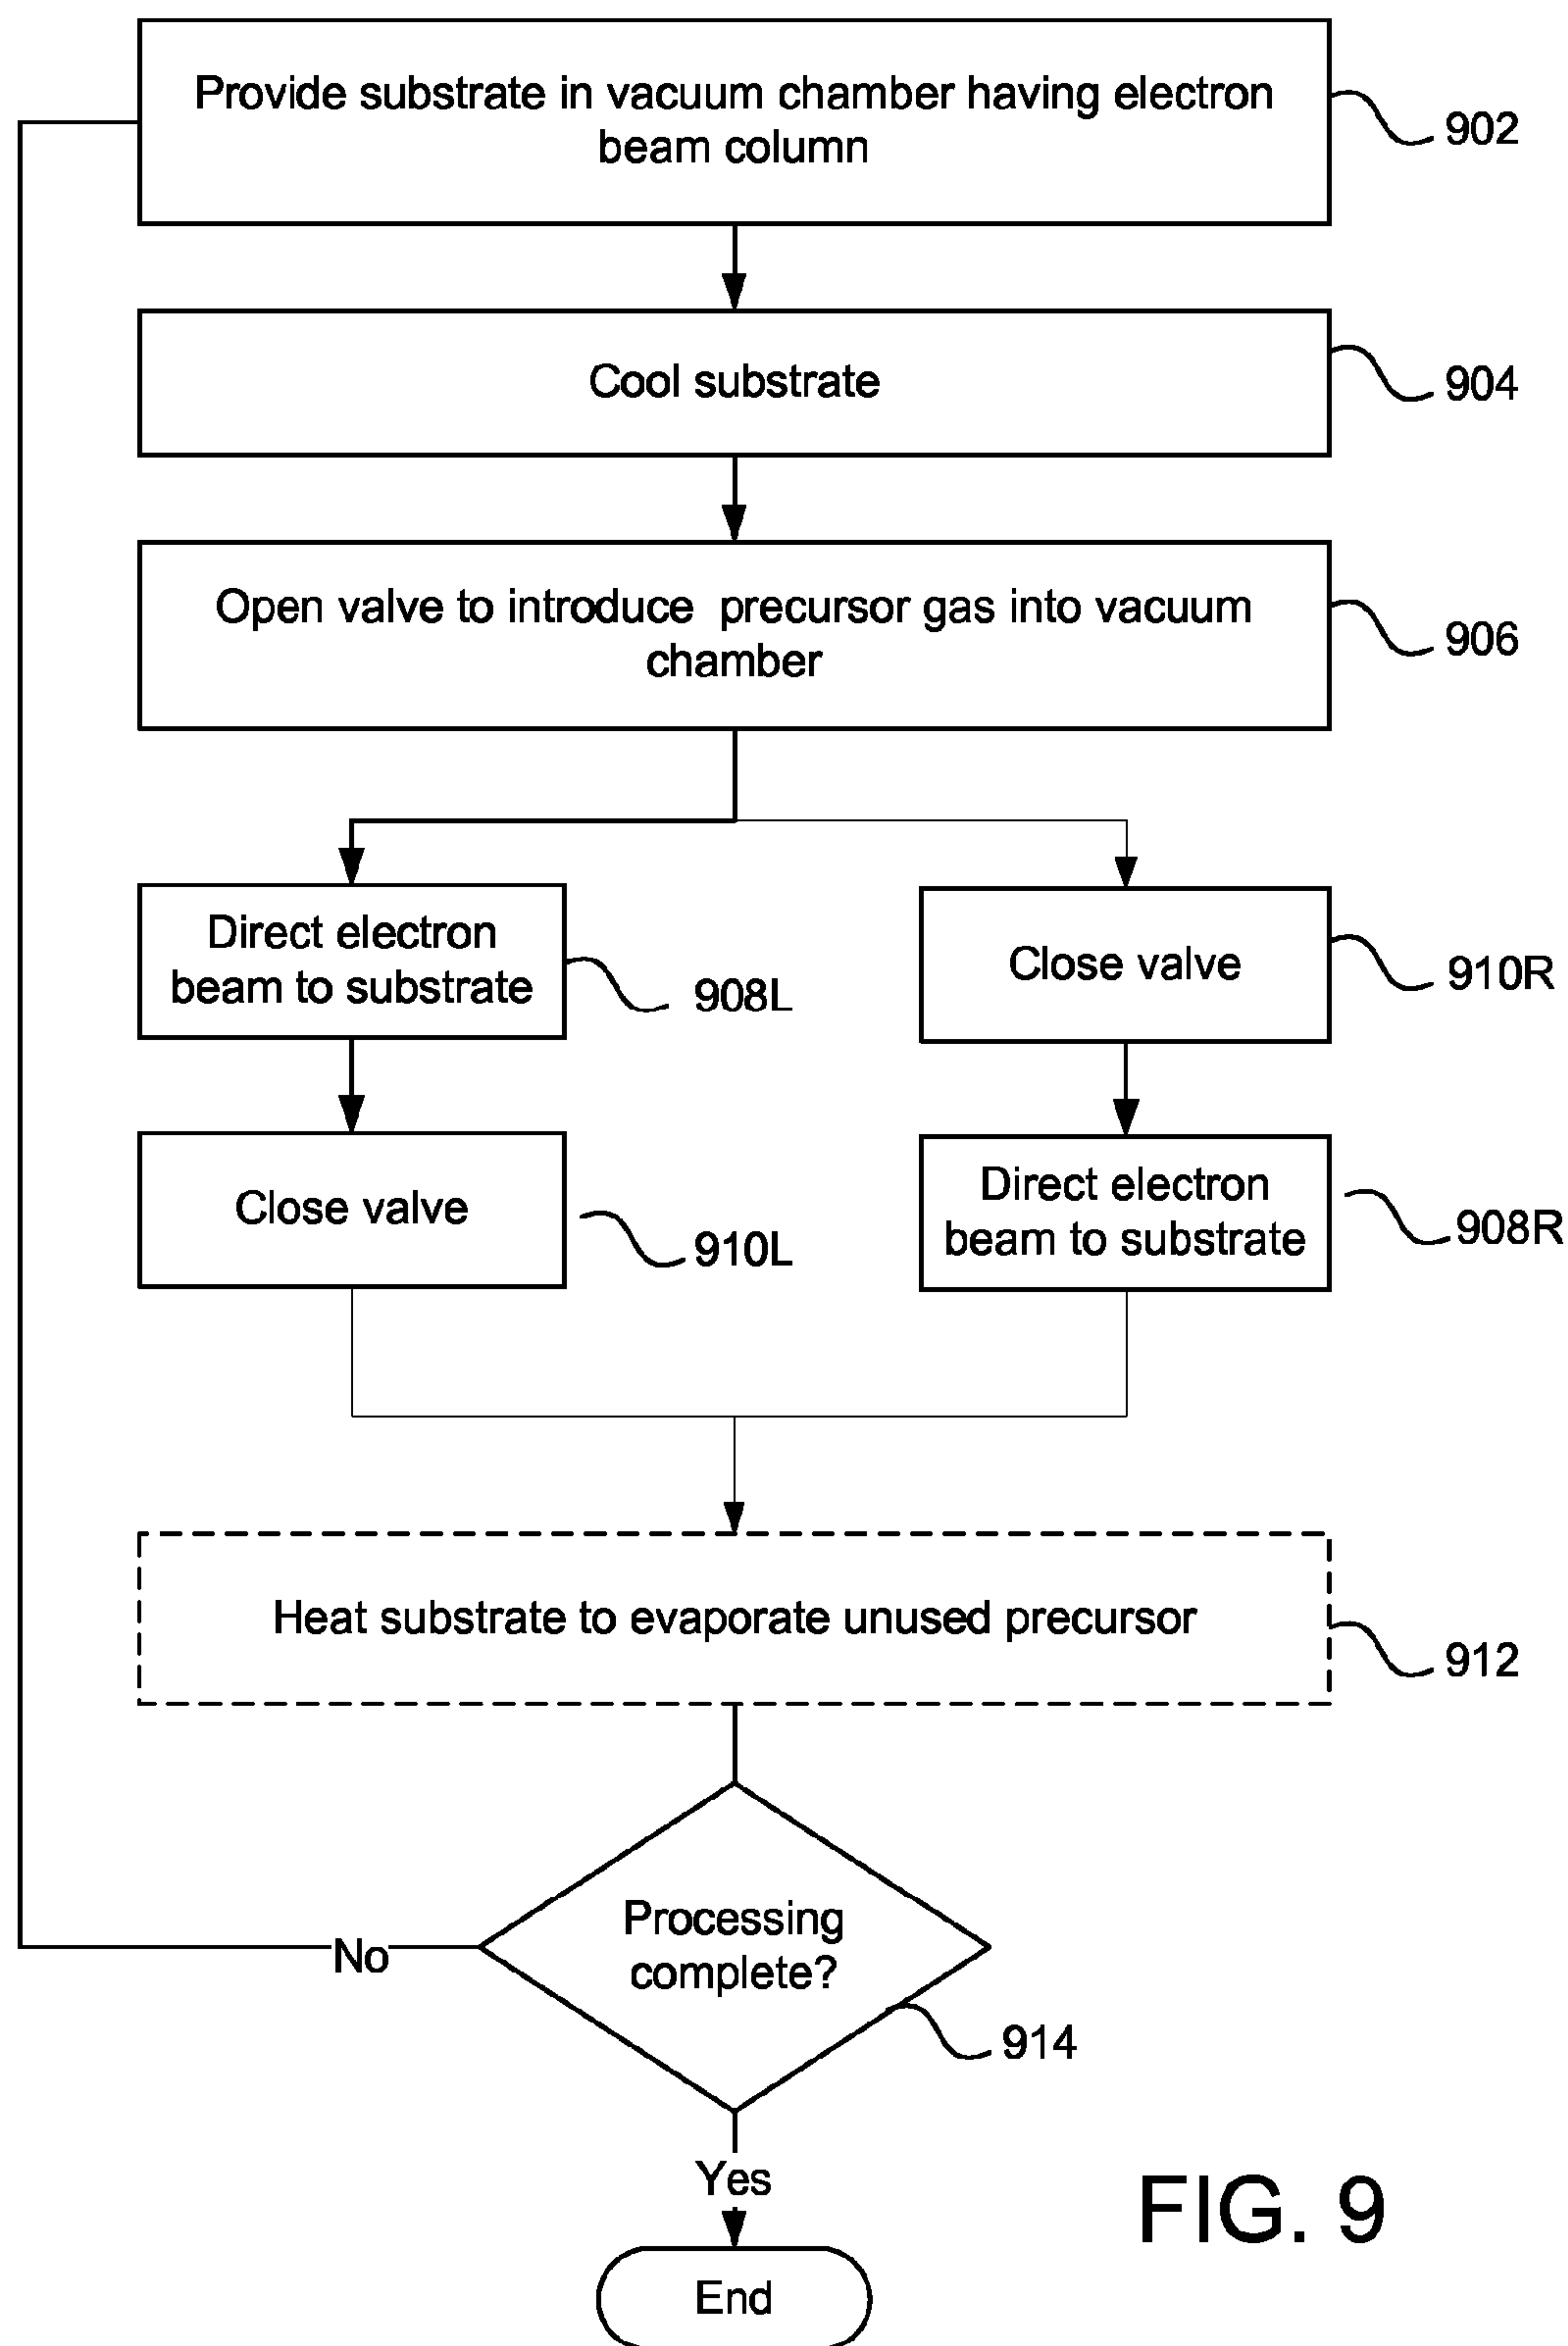 Provide substrate in vacuum chamber having electron
beam column
902
Cool substrate
904
Open valve to introduce precursor gas into vacuum
chamber
906
Direct electron
beam to substrate
908L
Close valve
910R
Close valve
910L
Direct electron
beam to substrate
908R
Heat substrate to evaporate unused precursor
912
Processing
complete?
No
914
Yes
End
FIG. 9